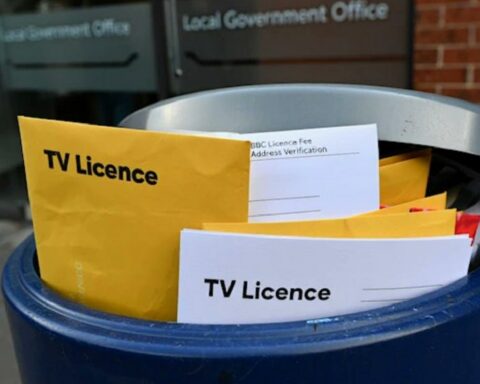 Local Government Office
Local Government Office
TV Licence
BBC Licence Fee
Address Verification
TV Licence